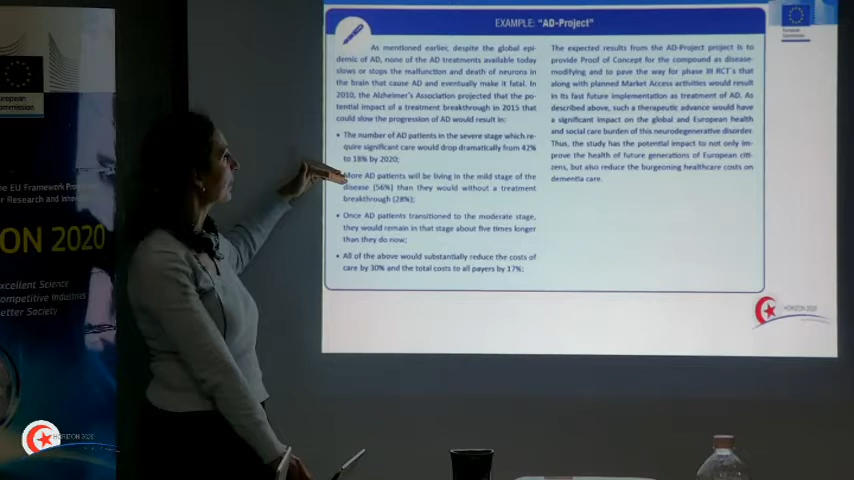 European
Commission
he EU Framework Pro
r Research and Inno
ON 2020
xcellent Science
ompetitive Industries
etter Society
HORIZON 2020
EXAMPLE: "AD-Project"
As mentioned earlier, despite the global epi-
demic of AD, none of the AD treatments available today
slows or stops the malfunction and death of neurons in
the brain that cause AD and eventually make it fatal. In
2010, the Alzheimer's Association projected that the po-
tential impact of a treatment breakthrough in 2015 that
could slow the progression of AD would result in:
• The number of AD patients in the severe stage which re-
quire significant care would drop dramatically from 42%
to 18% by 2020;
More AD patients will be living in the mild stage of the
disease (56%) than they would without a treatment
breakthrough (28%);
• Once AD patients transitioned to the moderate stage,
they would remain in that stage about five times longer
than they do now;
• All of the above would substantially reduce the costs of
care by 30% and the total costs to all payers by 17%;
The expected results from the AD-Project project is to
provide Proof of Concept for the compound as disease-
modifying and to pave the way for phase III RCT's that
along with planned Market Access activities would result
in its fast future implementation as treatment of AD. As
described above, such a therapeutic advance would have
a significant impact on the global and European health
and social care burden of this neurodegenerative disorder.
Thus, the study has the potential impact to not only im-
prove the health of future generations of European citi-
zens, but also reduce the burgeoning healthcare costs on
dementia care.
European
Commission
HORIZON 2020